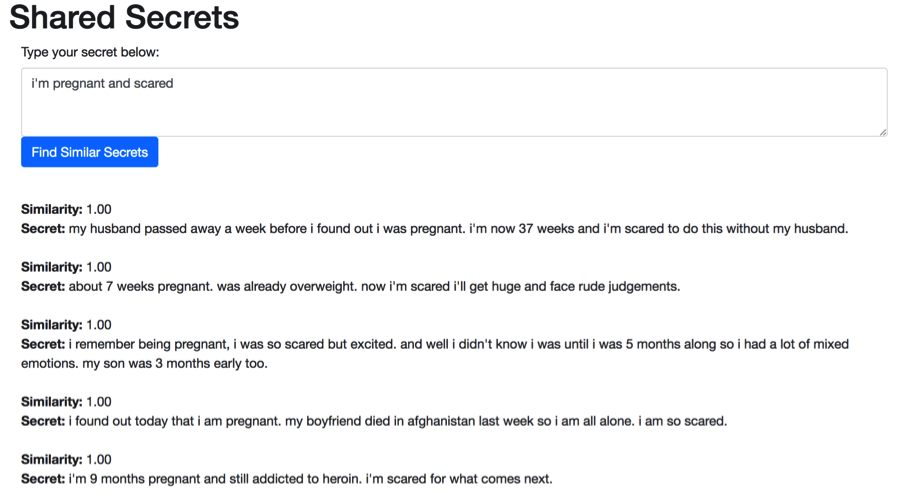 Shared Secrets
Type your secret below:
i'm pregnant and scared
Find Similar Secrets
Similarity: 1.00
Secret: my husband passed away a week before i found out i was pregnant. i'm now 37 weeks and i'm scared to do this without my husband.
Similarity: 1.00
Secret: about 7 weeks pregnant. was already overweight. now i'm scared i'll get huge and face rude judgements.
Similarity: 1.00
Secret: i remember being pregnant, i was so scared but excited. and well i didn't know i was until i was 5 months along so i had a lot of mixed
emotions. my son was 3 months early too.
Similarity: 1.00
Secret: i found out today that i am pregnant. my boyfriend died in afghanistan last week so i am all alone. i am so scared.
Similarity: 1.00
Secret: i'm 9 months pregnant and still addicted to heroin. i'm scared for what comes next.